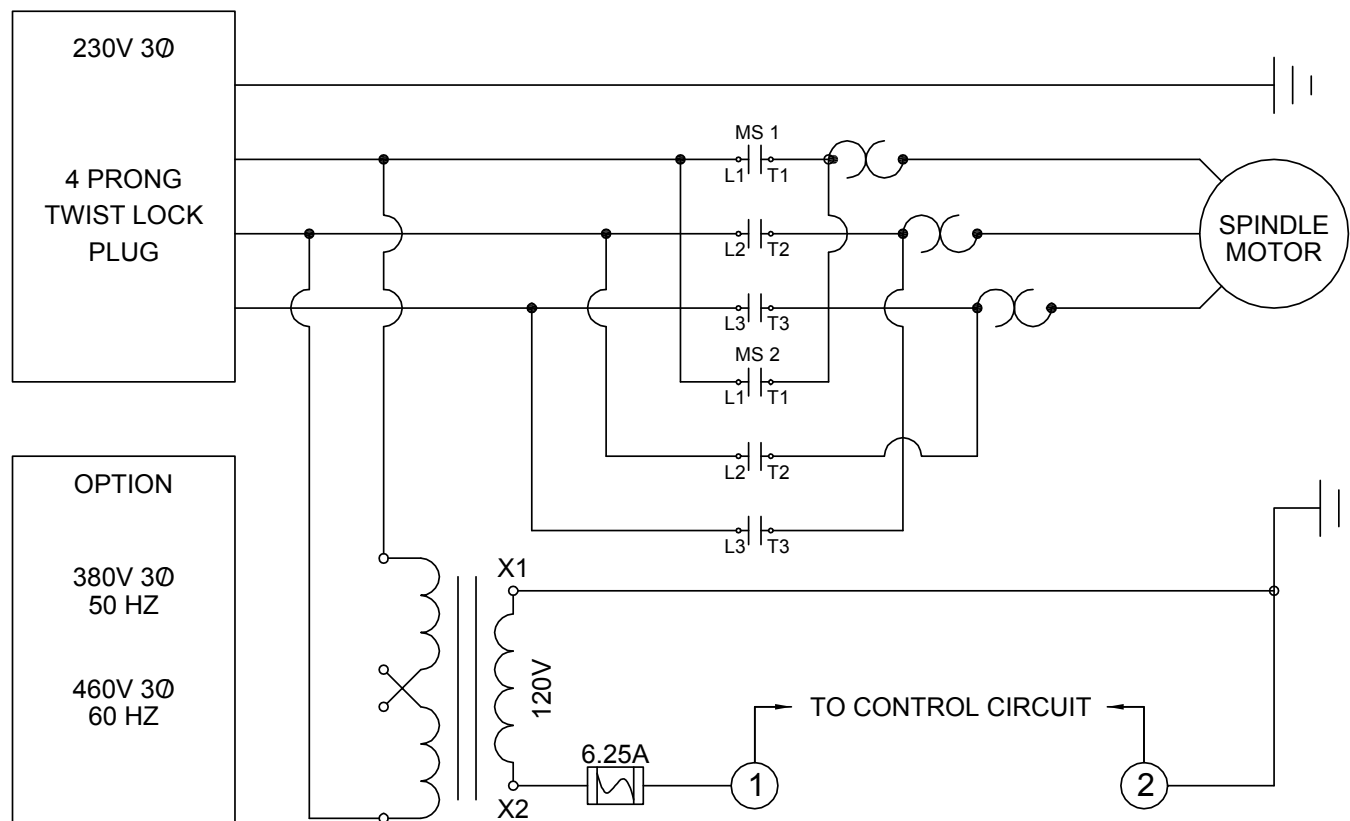 230V 3Ø
4 PRONG
TWIST LOCK
PLUG
MS 1
L1 T1
L2 T2
L3 T3
MS 2
L1 T1
L2 T2
L3 T3
SPINDLE
MOTOR
OPTION
380V 3Ø
50 HZ
460V 3Ø
60 HZ
X1
120V
X2
6.25A
1
TO CONTROL CIRCUIT
2